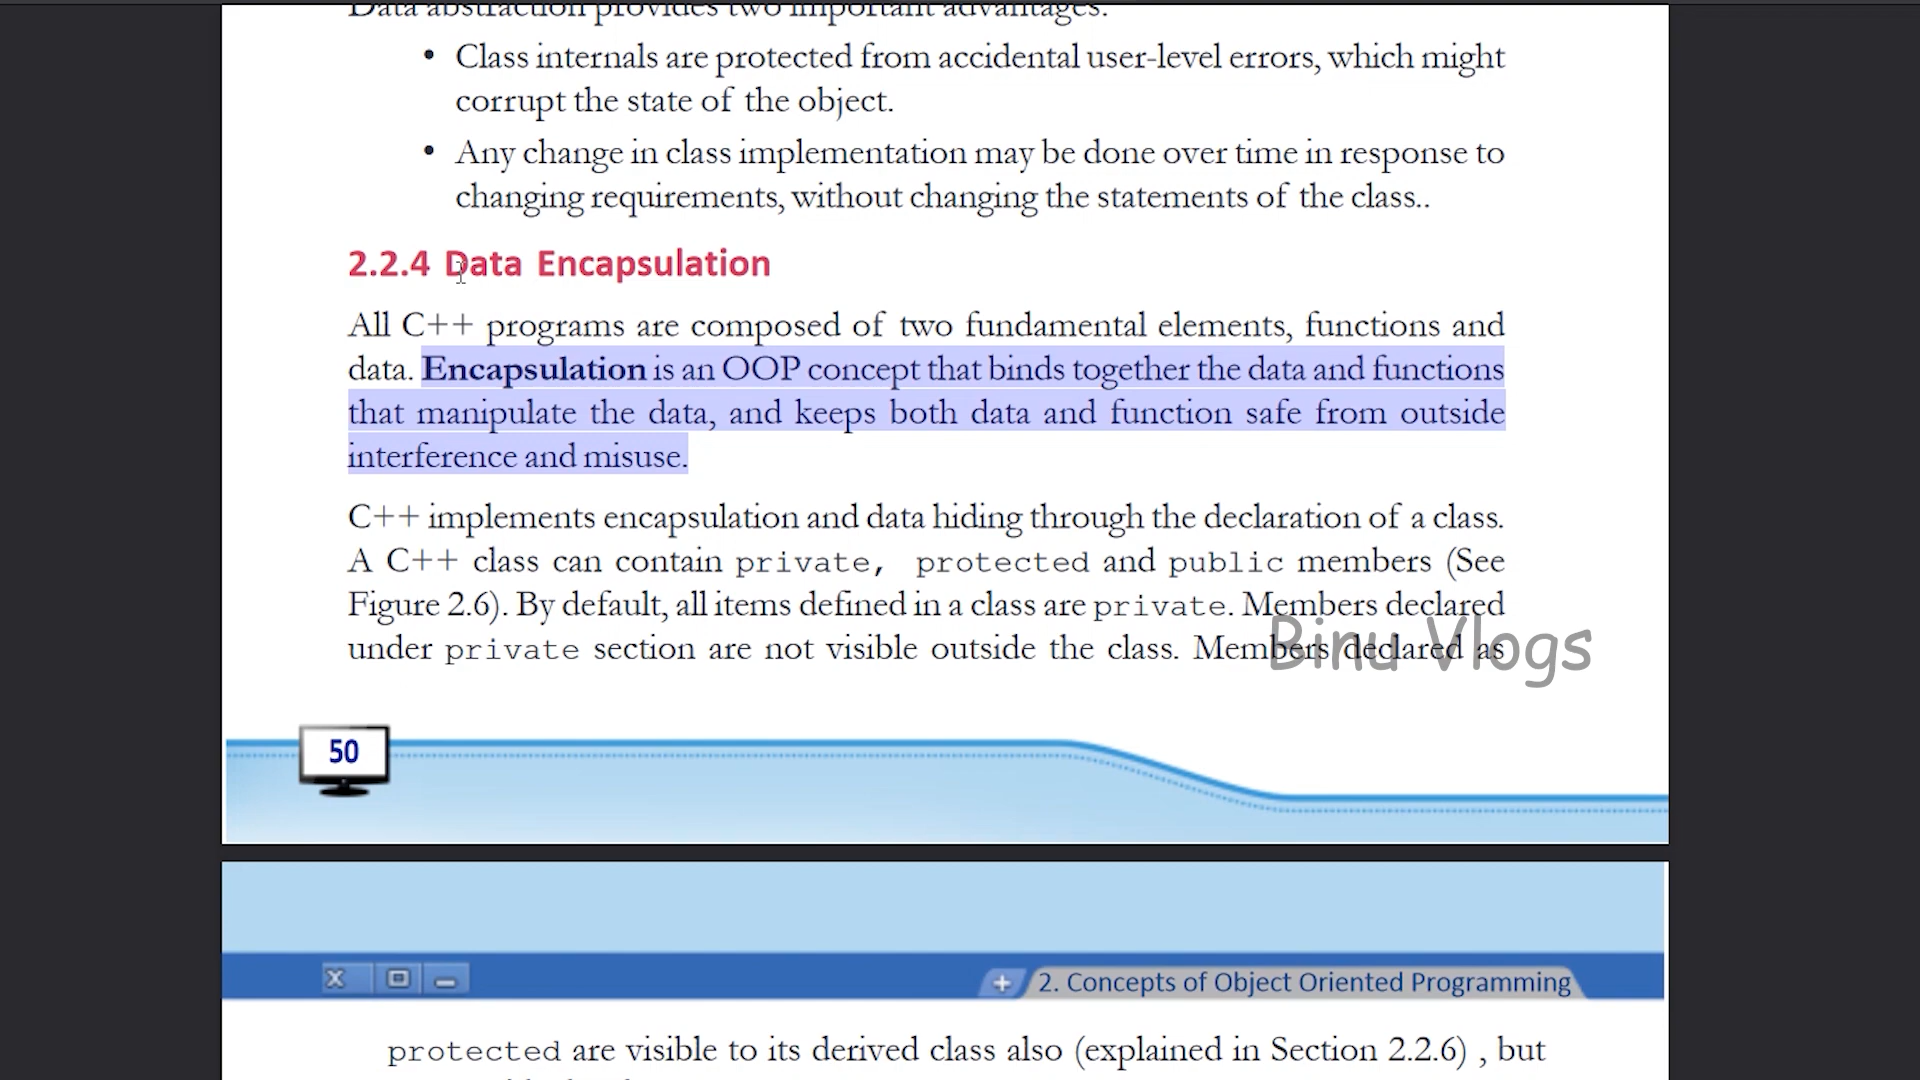 Data abstraction provides two important advantages:
• Class internals are protected from accidental user-level errors, which might
corrupt the state of the object.
• Any change in class implementation may be done over time in response to
changing requirements, without changing the statements of the class..
2.2.4 Data Encapsulation
All C++ programs are composed of two fundamental elements, functions and
data. Encapsulation is an OOP concept that binds together the data and functions
that manipulate the data, and keeps both data and function safe from outside
interference and misuse.
C++ implements encapsulation and data hiding through the declaration of a class.
A C++ class can contain private, protected and public members (See
Figure 2.6). By default, all items defined in a class are private. Members declared
under private section are not visible outside the class. Members declared as
Binu Vlogs
50
2. Concepts of Object Oriented Programming
protected are visible to its derived class also (explained in Section 2.2.6) , but